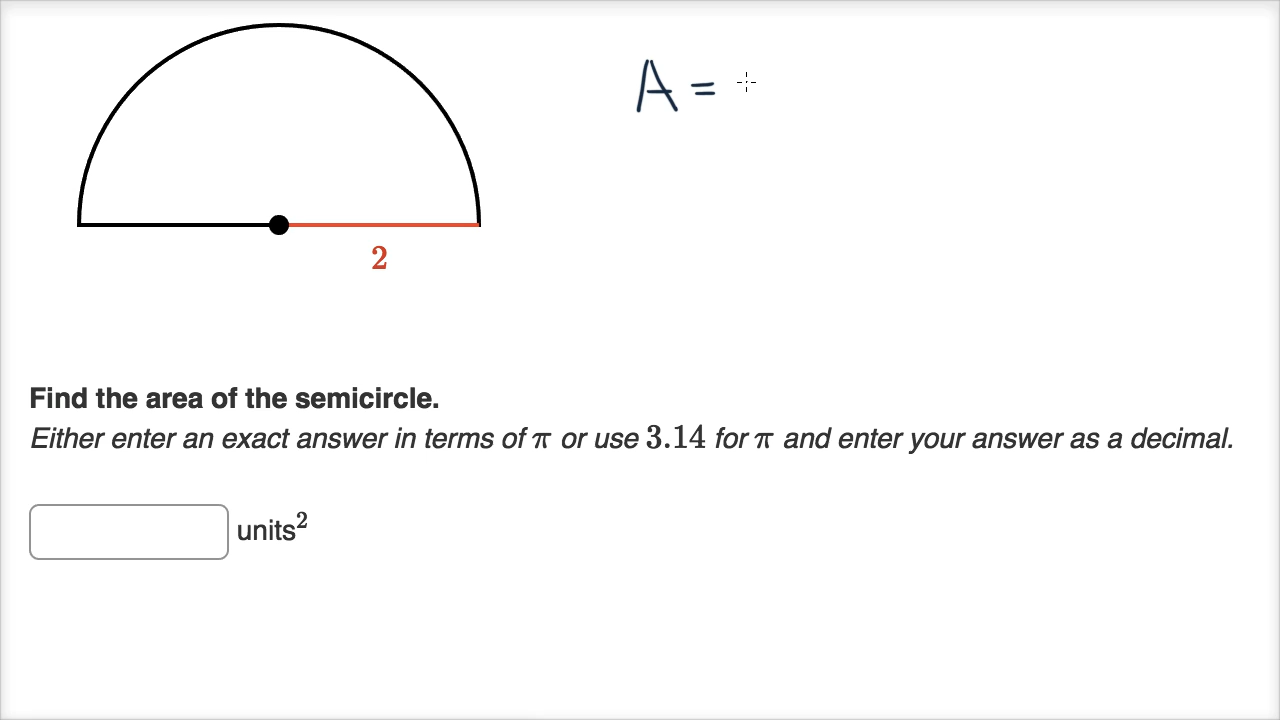 A =
2
Find the area of the semicircle.
Either enter an exact answer in terms of π or use 3.14 for π and enter your answer as a decimal.
units²